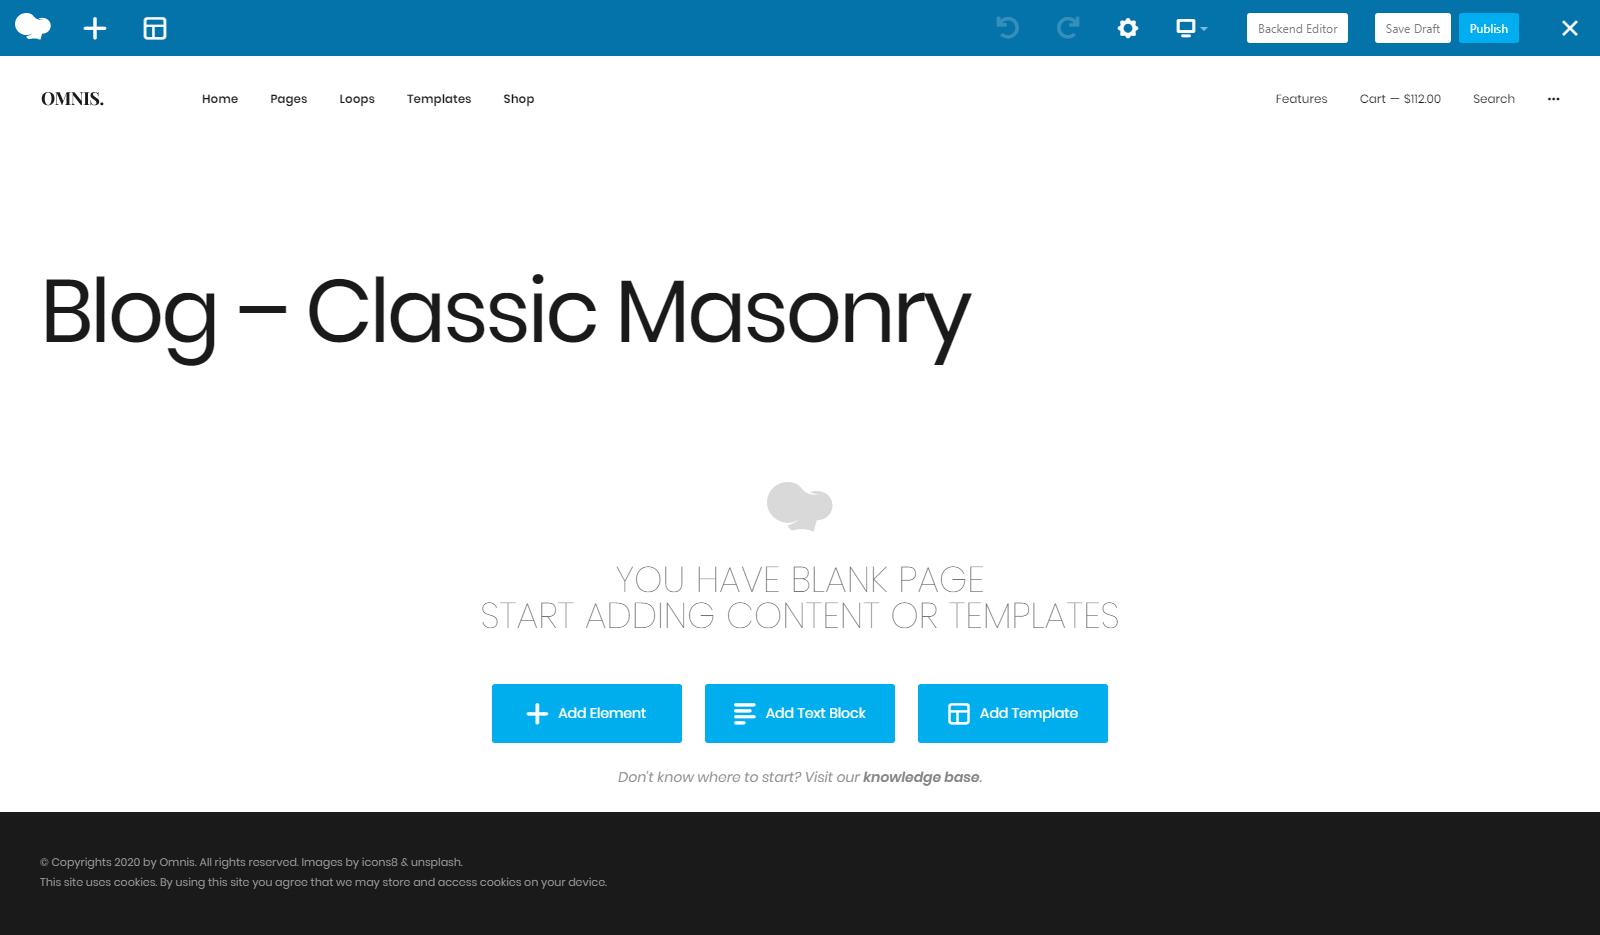 Backend Editor
Save Draft
Publish
OMNIS.
Home
Pages
Loops
Templates
Shop
Features
Cart — $112.00
Search
Blog – Classic Masonry
YOU HAVE BLANK PAGE
START ADDING CONTENT OR TEMPLATES
Add Element
Add Text Block
Add Template
Don't know where to start? Visit our knowledge base.
© Copyrights 2020 by Omnis. All rights reserved. Images by icons8 & unsplash.
This site uses cookies. By using this site you agree that we may store and access cookies on your device.